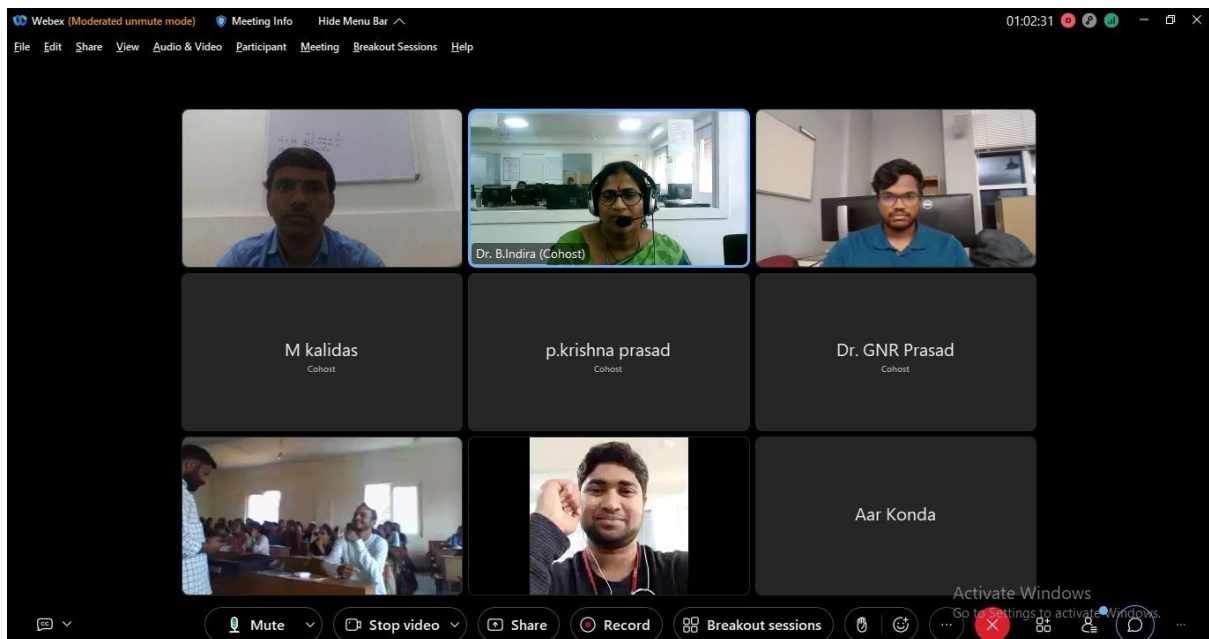 Webex (Moderated unmute mode) Meeting Info Hide Menu Bar 01:02:31
File Edit Share View Audio & Video Participant Meeting Breakout Sessions Help
Dr. B.Indira (Cohost)
M kalidas
Cohost
p.krishna prasad
Cohost
Dr. GNR Prasad
Cohost
Aar Konda
Activate Windows
Go to Settings to activate Windows.
Mute Stop video Share Record Breakout sessions